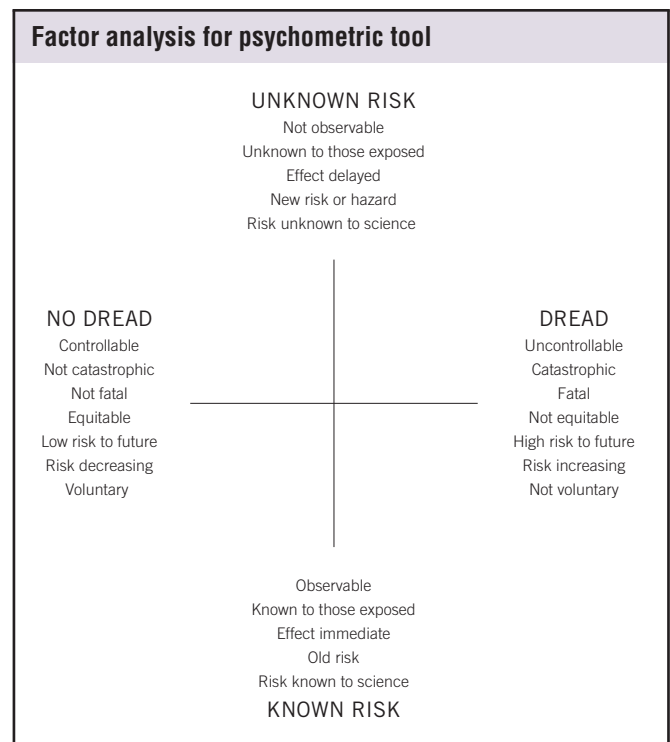 Factor analysis for psychometric tool
UNKNOWN RISK
Not observable
Unknown to those exposed
Effect delayed
New risk or hazard
Risk unknown to science
NO DREAD
Controllable
Not catastrophic
Not fatal
Equitable
Low risk to future
Risk decreasing
Voluntary
DREAD
Uncontrollable
Catastrophic
Fatal
Not equitable
High risk to future
Risk increasing
Not voluntary
Observable
Known to those exposed
Effect immediate
Old risk
Risk known to science
KNOWN RISK